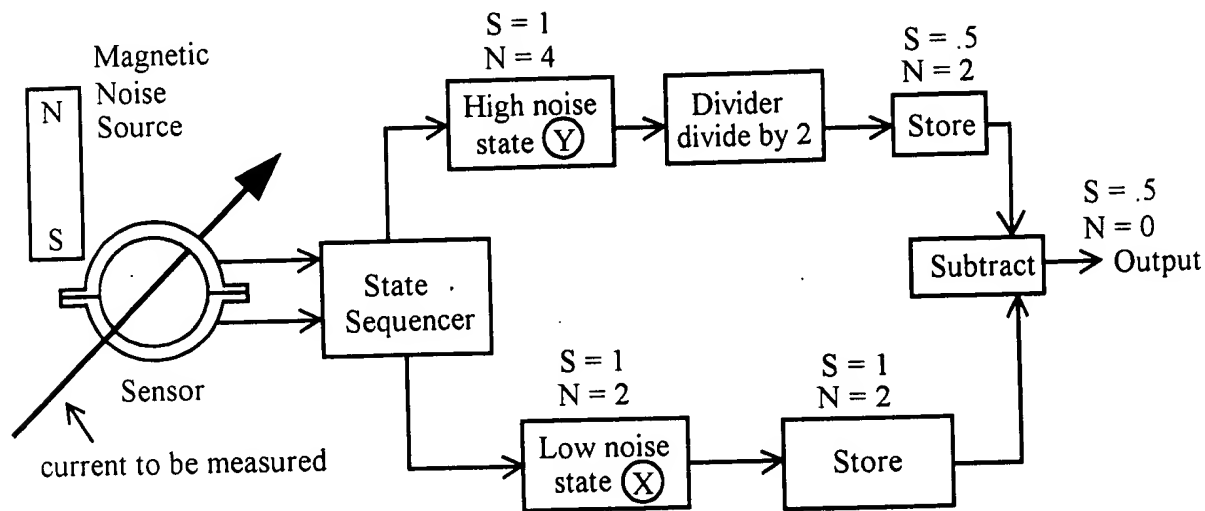 Magnetic
Noise
Source
N
S
Sensor
current to be measured
State
Sequencer
S = 1
N = 4
High noise
state Y
Divider
divide by 2
S = .5
N = 2
Store
S = 1
N = 2
Low noise
state X
S = 1
N = 2
Store
Subtract
S = .5
N = 0
Output